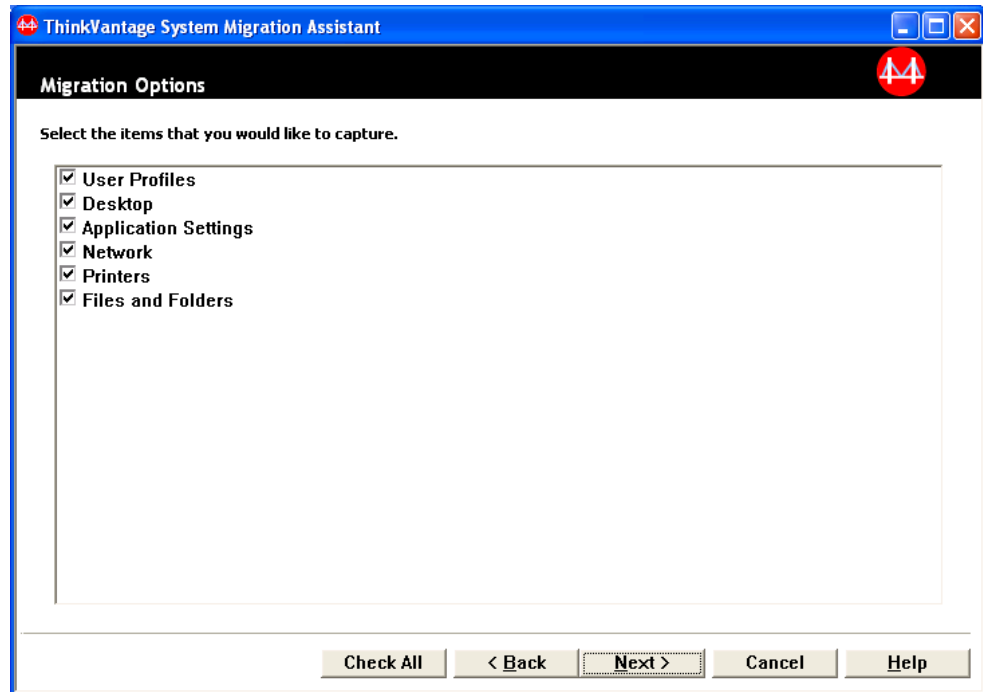 ThinkVantage System Migration Assistant
Migration Options
Select the items that you would like to capture.
User Profiles
Desktop
Application Settings
Network
Printers
Files and Folders
Check All
< Back
Next >
Cancel
Help